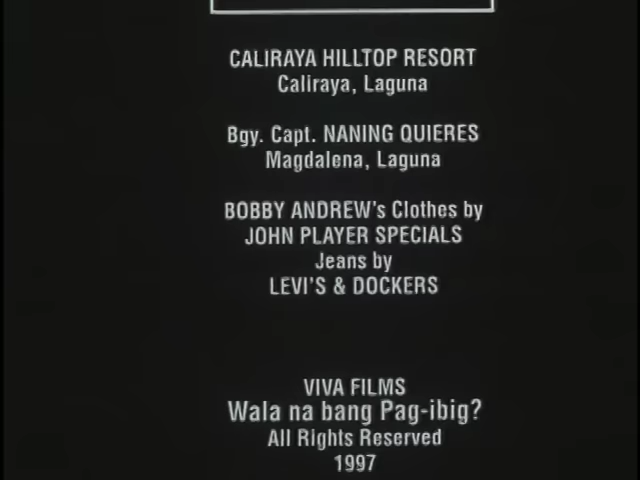 CALIRAYA HILLTOP RESORT
Caliraya, Laguna
Bgy. Capt. NANING QUIERES
Magdalena, Laguna
BOBBY ANDREW's Clothes by
JOHN PLAYER SPECIALS
Jeans by
LEVI'S & DOCKERS
VIVA FILMS
Wala na bang Pag-ibig?
All Rights Reserved
1997